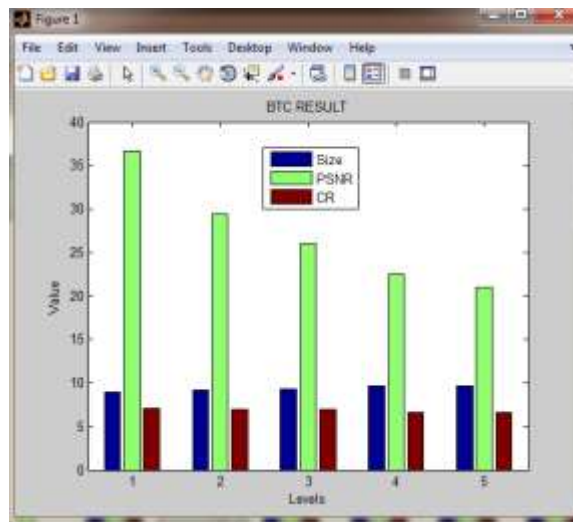 Figure 1
File Edit View Insert Tools Desktop Window Help
BTC RESULT
40
35
30
25
20
15
10
5
0
Value
Size
PSNR
CR
1 2 3 4 5
Levels